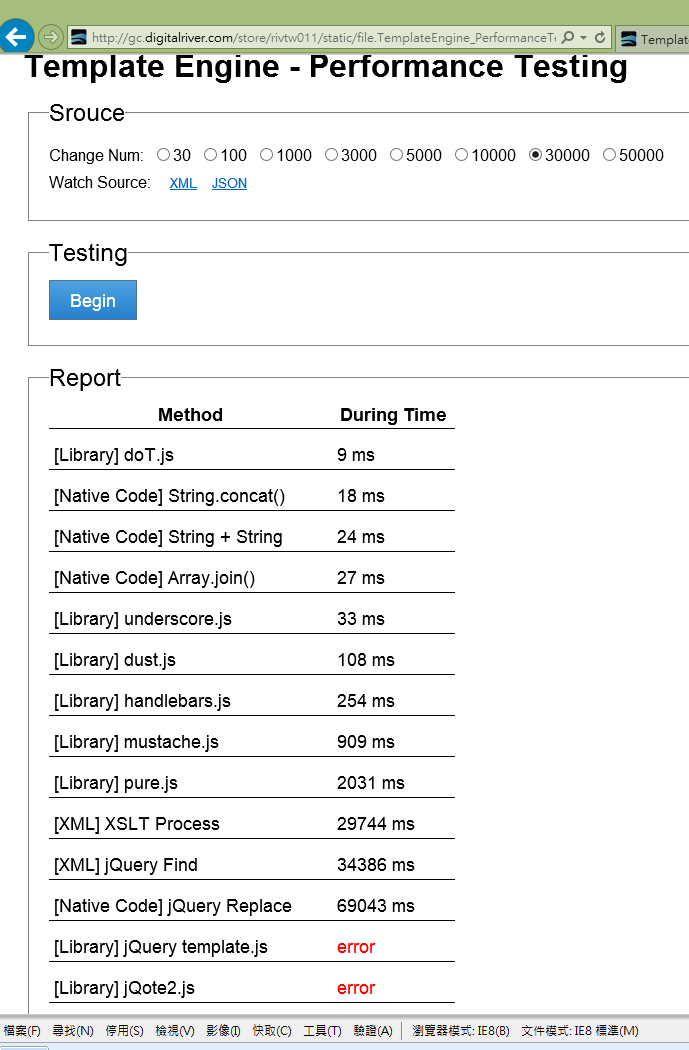 http://gc.digitalriver.com/store/rivtw011/static/file.TemplateEngine_PerformanceT
Templat
Template Engine - Performance Testing
Srouce
Change Num: 30 100 1000 3000 5000 10000 30000 50000
Watch Source: XML JSON
Testing
Begin
Report
Method During Time
[Library] doT.js 9 ms
[Native Code] String.concat() 18 ms
[Native Code] String + String 24 ms
[Native Code] Array.join() 27 ms
[Library] underscore.js 33 ms
[Library] dust.js 108 ms
[Library] handlebars.js 254 ms
[Library] mustache.js 909 ms
[Library] pure.js 2031 ms
[XML] XSLT Process 29744 ms
[XML] jQuery Find 34386 ms
[Native Code] jQuery Replace 69043 ms
[Library] jQuery template.js error
[Library] jQote2.js error
檔案(F) 尋找(N) 停用(S) 檢視(V) 影像(I) 快取(C) 工具(T) 驗證(A) 瀏覽器模式: IE8(B) 文件模式: IE8 標準(M)